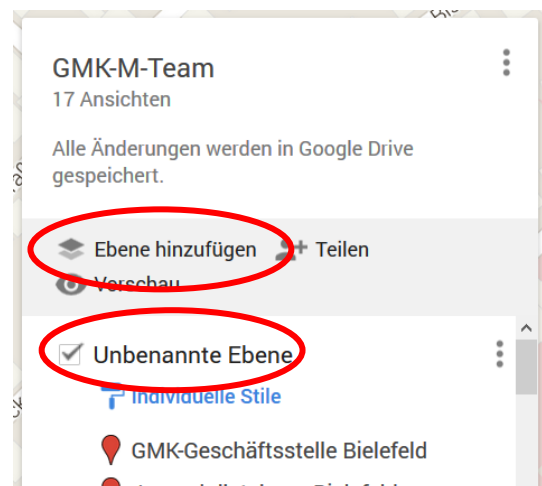 GMK-M-Team
17 Ansichten
Alle Änderungen werden in Google Drive
gespeichert.
Ebene hinzufügen Teilen
Vorschau
Unbenannte Ebene
Individuelle Stile
GMK-Geschäftsstelle Bielefeld